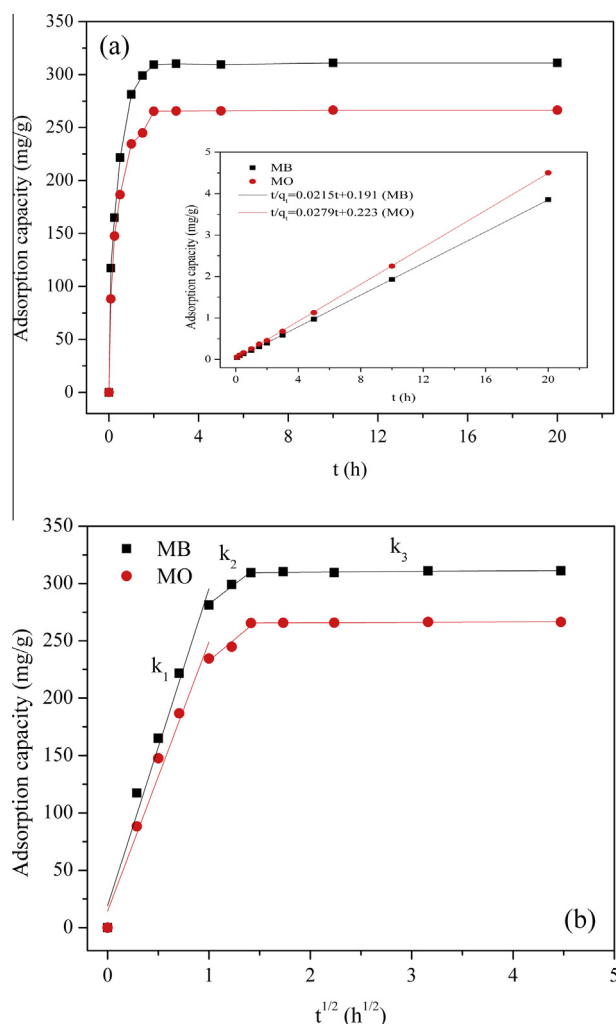 350
300
250
200
150
100
50
0
Adsorption capacity (mg/g)
(a)
5
4
3
2
1
0
Adsorption capacity (mg/g)
MB
MO
t/qt=0.0215t+0.191 (MB)
t/qt=0.0279t+0.223 (MO)
0 4 8 12 16 20
t (h)
0 4 8 12 16 20
t (h)
350
300
250
200
150
100
50
0
Adsorption capacity (mg/g)
MB
MO
k1
k2
k3
(b)
0 1 2 3 4 5
t1/2 (h1/2)